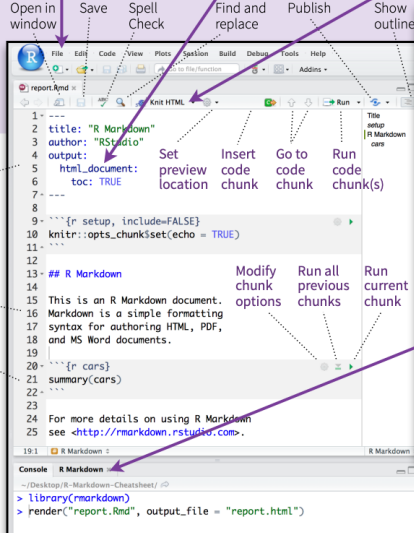 Open in window
Save
Spell Check
Find and replace
Publish
Show outline
R
File Edit Code View Plots Session Build Debug Tools Help
Go to file/function
Addins
report.Rmd
Knit HTML
Run
1 ---
2 title: "R Markdown"
3 author: "RStudio"
4 output:
5 html_document:
6 toc: TRUE
7 ---
8
9 ```{r setup, include=FALSE}
10 knitr::opts_chunk$set(echo = TRUE)
11 ```
12
13 ## R Markdown
14
15 This is an R Markdown document.
16 Markdown is a simple formatting
17 syntax for authoring HTML, PDF,
18 and MS Word documents.
19
20 ```{r cars}
21 summary(cars)
22 ```
23
24 For more details on using R Markdown
25 see <http://rmarkdown.rstudio.com>.
Set preview location
Insert code chunk
Go to code chunk
Run code chunk(s)
Modify chunk options
Run all previous chunks
Run current chunk
Title
setup
R Markdown
cars
19:1 R Markdown
R Markdown
Console R Markdown
~/Desktop/R-Markdown-Cheatsheet/
> library(rmarkdown)
> render("report.Rmd", output_file = "report.html")